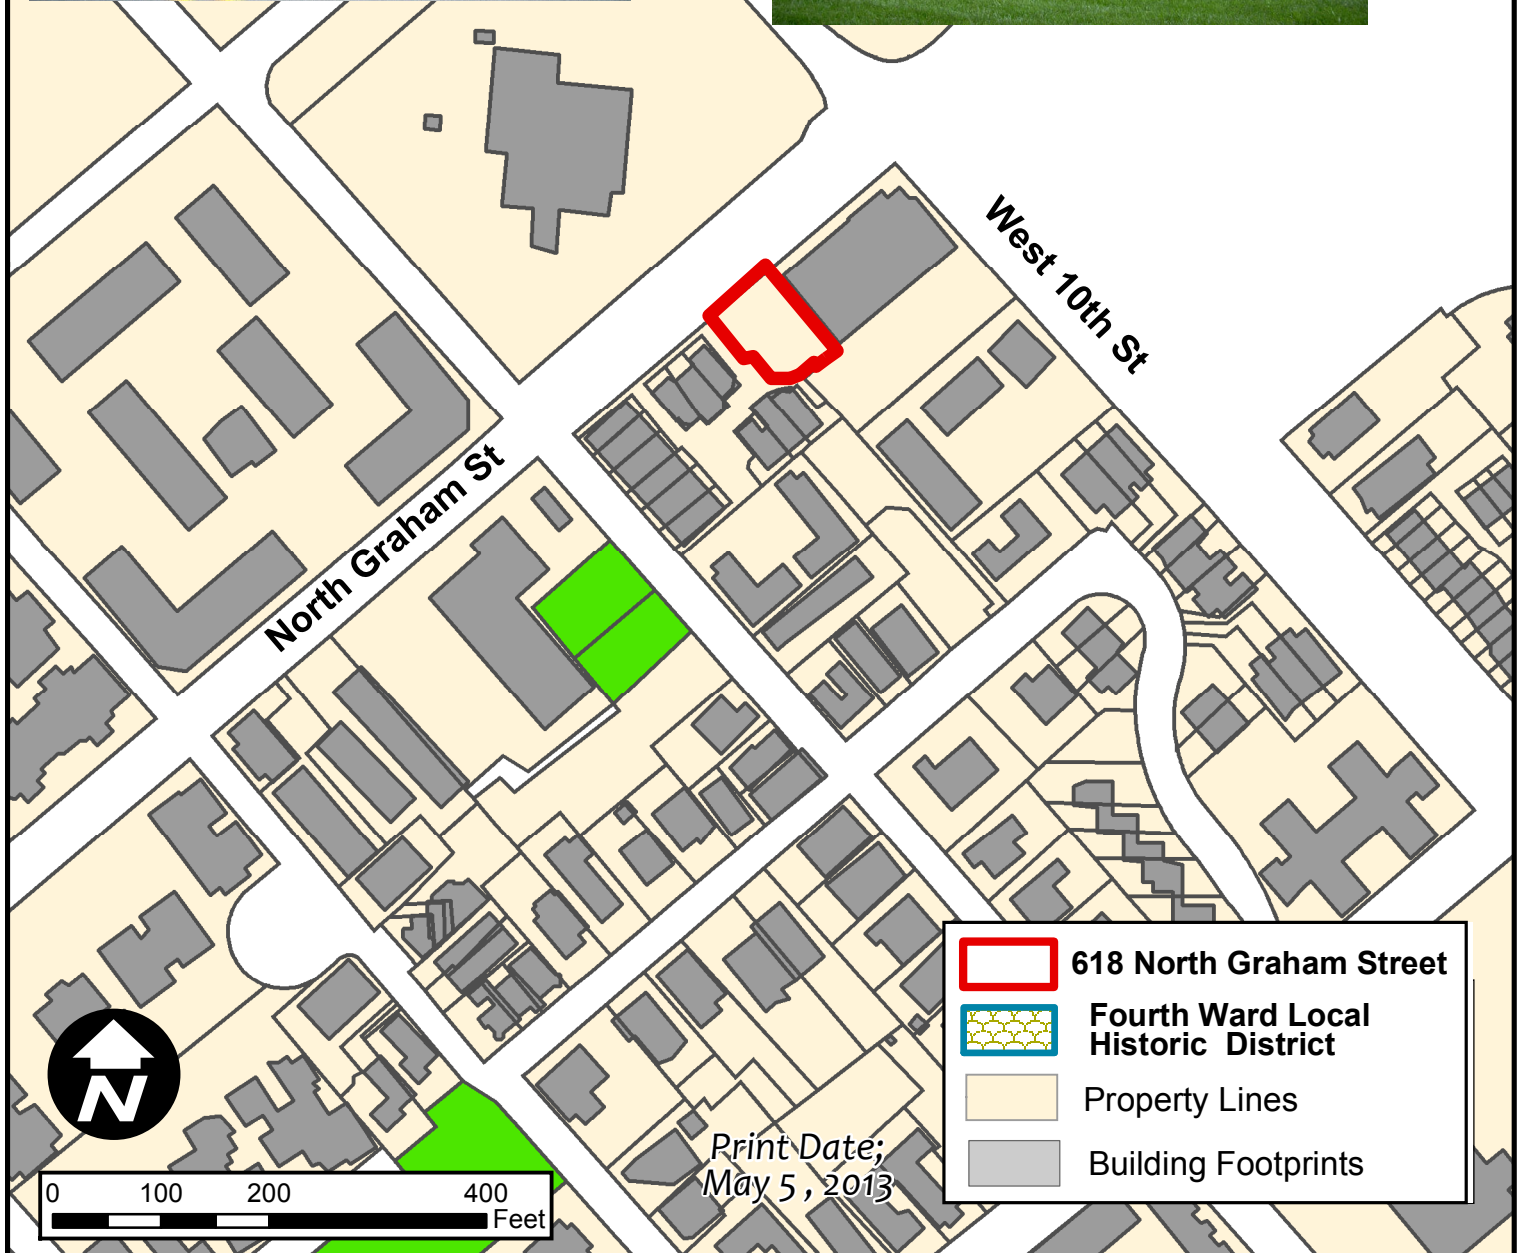 West 10th St
North Graham St
618 North Graham Street
Fourth Ward Local
Historic District
Property Lines
Building Footprints
N
Print Date;
May 5 , 2013
0 100 200 400
Feet